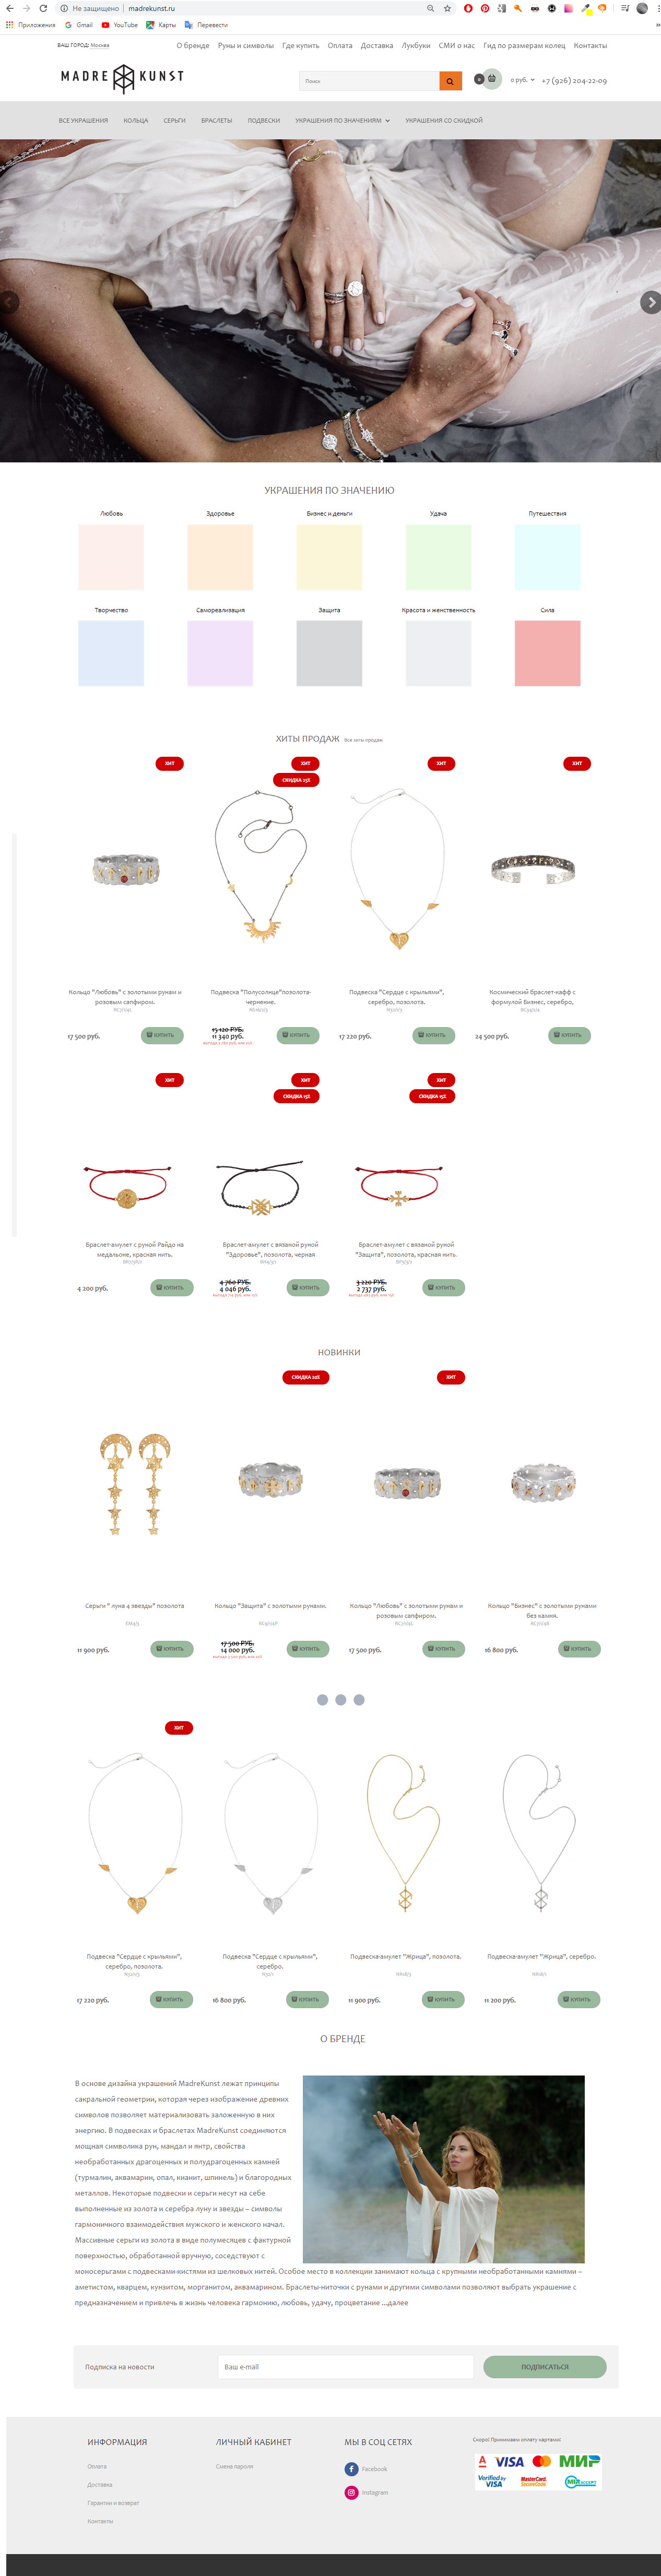 Не защищено | madrekunst.ru
Приложения Gmail YouTube Карты Перевести »
ВАШ ГОРОД: Москва
О бренде Руны и символы Где купить Оплата Доставка Лукбуки СМИ о нас Гид по размерам колец Контакты
MADRE KUNST
Поиск
0 0 руб. +7 (926) 204-22-09
ВСЕ УКРАШЕНИЯ КОЛЬЦА СЕРЬГИ БРАСЛЕТЫ ПОДВЕСКИ УКРАШЕНИЯ ПО ЗНАЧЕНИЯМ УКРАШЕНИЯ СО СКИДКОЙ
УКРАШЕНИЯ ПО ЗНАЧЕНИЮ
Любовь Здоровье Бизнес и деньги Удача Путешествия
Творчество Самореализация Защита Красота и женственность Сила
ХИТЫ ПРОДАЖ Все хиты продаж
ХИТ ХИТ ХИТ ХИТ
СКИДКА 25%
Кольцо "Любовь" с золотыми рунам и Подвеска "Полусолнце"позолота- Подвеска "Сердце с крыльями", Космический браслет-кафф с
розовым сапфиром. чернение. серебро, позолота. формулой Бизнес, серебро,
15 120 РУБ.
17 500 руб. КУПИТЬ 11 340 руб. КУПИТЬ 17 220 руб. КУПИТЬ 24 500 руб. КУПИТЬ
ХИТ ХИТ ХИТ
СКИДКА 15% СКИДКА 15%
Браслет-амулет с руной Райдо на Браслет-амулет с вязаной руной Браслет-амулет с вязаной руной
медальоне, красная нить. "Здоровье", позолота, черная "Защита", позолота, красная нить.
4 760 РУБ. 3 220 РУБ.
4 200 руб. КУПИТЬ 4 046 руб. КУПИТЬ 2 737 руб. КУПИТЬ
НОВИНКИ
СКИДКА 20% ХИТ
Серьги " луна 4 звезды" позолота Кольцо "Защита" с золотыми рунами. Кольцо "Любовь" с золотыми рунам и Кольцо "Бизнес" с золотыми рунами
розовым сапфиром. без камня.
17 500 РУБ.
11 900 руб. КУПИТЬ 14 000 руб. КУПИТЬ 17 500 руб. КУПИТЬ 16 800 руб. КУПИТЬ
ХИТ
Подвеска "Сердце с крыльями", Подвеска "Сердце с крыльями", Подвеска-амулет "Жрица", позолота. Подвеска-амулет "Жрица", серебро.
серебро, позолота. серебро.
17 220 руб. КУПИТЬ 16 800 руб. КУПИТЬ 11 900 руб. КУПИТЬ 11 200 руб. КУПИТЬ
О БРЕНДЕ
В основе дизайна украшений MadreKunst лежат принципы
сакральной геометрии, которая через изображение древних
символов позволяет материализовать заложенную в них
энергию. В подвесках и браслетах MadreKunst соединяются
мощная символика рун, мандал и янтр, свойства
необработанных драгоценных и полудрагоценных камней
(турмалин, аквамарин, опал, кианит, шпинель) и благородных
металлов. Некоторые подвески и серьги несут на себе
выполненные из золота и серебра луну и звезды – символы
гармоничного взаимодействия мужского и женского начал.
Массивные серьги из золота в виде полумесяцев с фактурной
поверхностью, обработанной вручную, соседствуют с
моносерьгами с подвесками-кистями из шелковых нитей. Особое место в коллекции занимают кольца с крупными необработанными камнями –
аметистом, кварцем, кунзитом, морганитом, аквамарином. Браслеты-ниточки с рунами и другими символами позволяют выбрать украшение с
предназначением и привлечь в жизнь человека гармонию, любовь, удачу, процветание ...далее
Подписка на новости Ваш e-mail ПОДПИСАТЬСЯ
ИНФОРМАЦИЯ ЛИЧНЫЙ КАБИНЕТ МЫ В СОЦ СЕТЯХ Скоро! Принимаем оплату картами:
Оплата Смена пароля Facebook A VISA MasterCard МИР
Доставка Instagram Verified by VISA MasterCard. SecureCode. MIR ACCEPT
Гарантии и возврат
Контакты